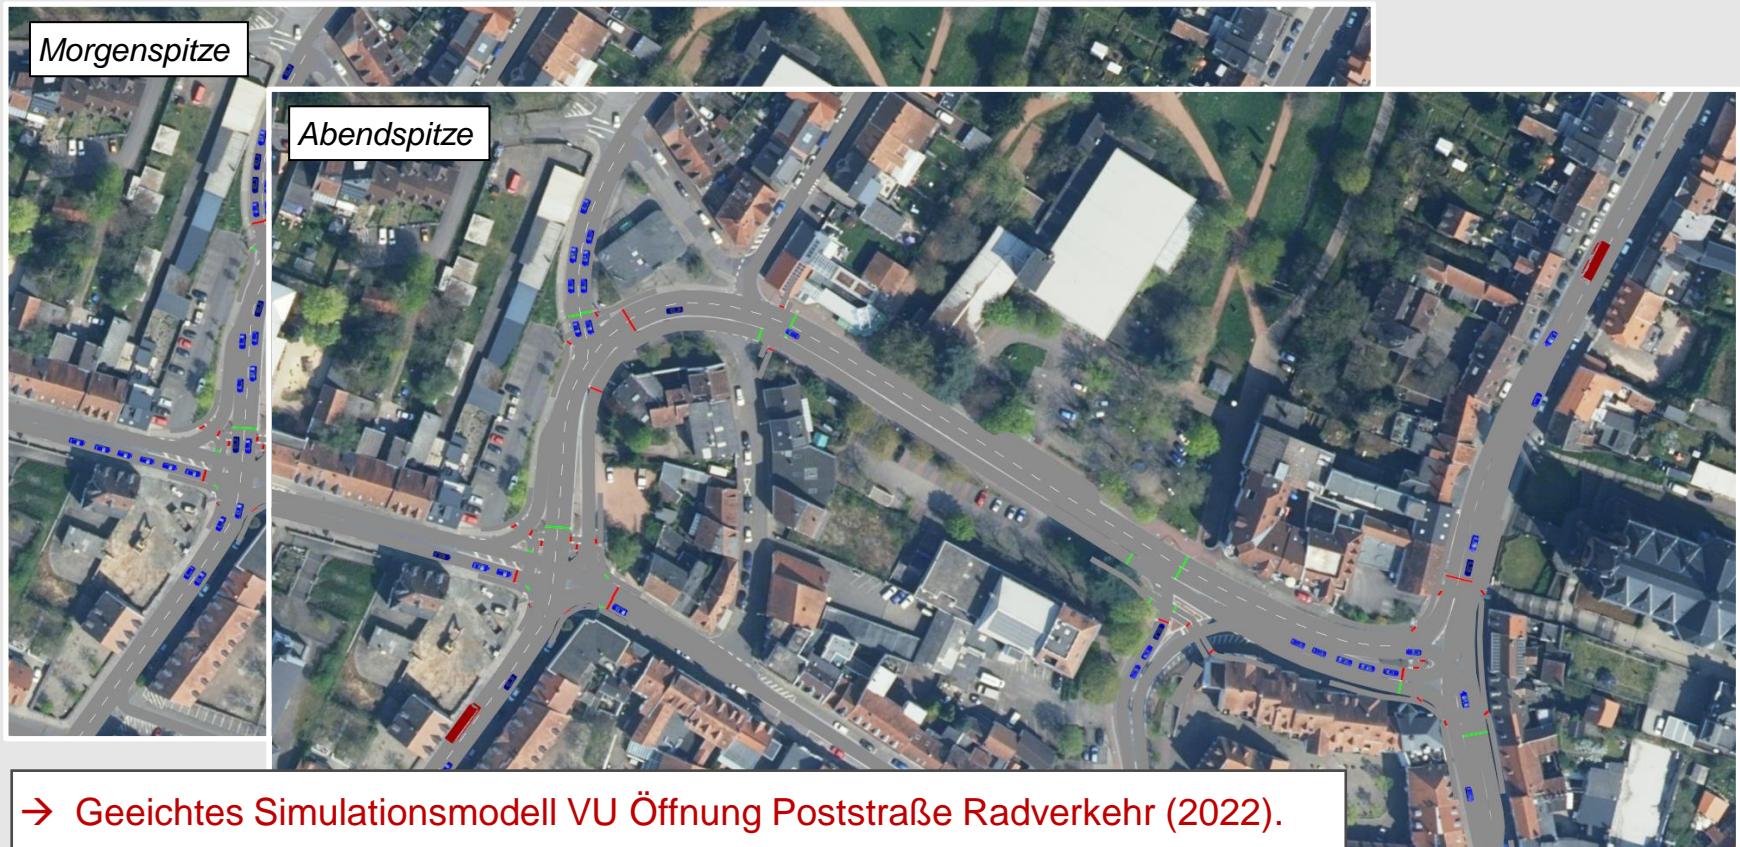 Morgenspitze
Abendspitze
→ Geeichtes Simulationsmodell VU Öffnung Poststraße Radverkehr (2022).